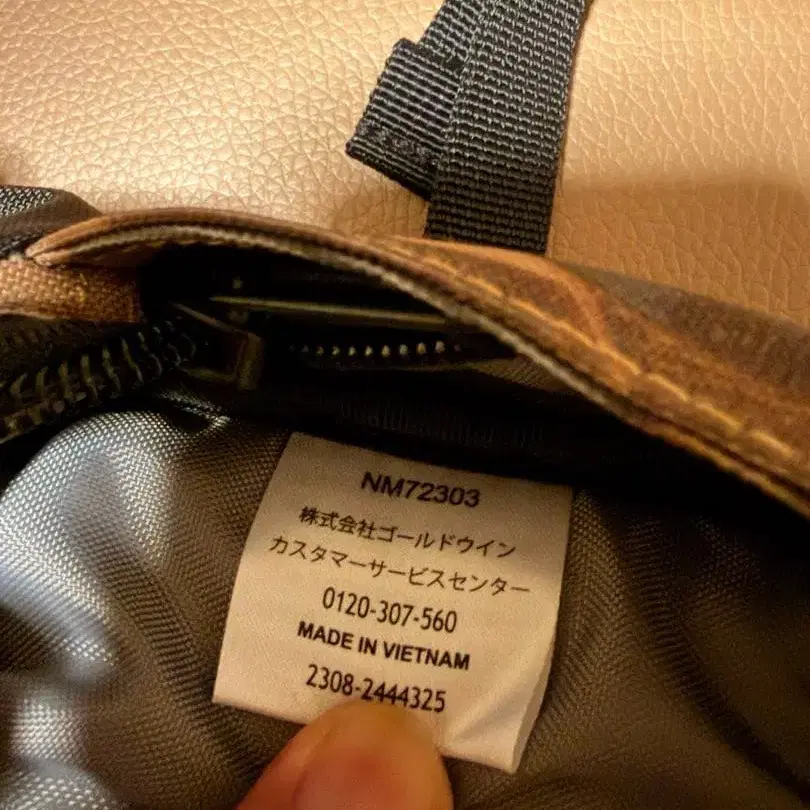 NM72303
株式会社ゴールドウイン
カスタマーサービスセンター
0120-307-560
MADE IN VIETNAM
2308-2444325